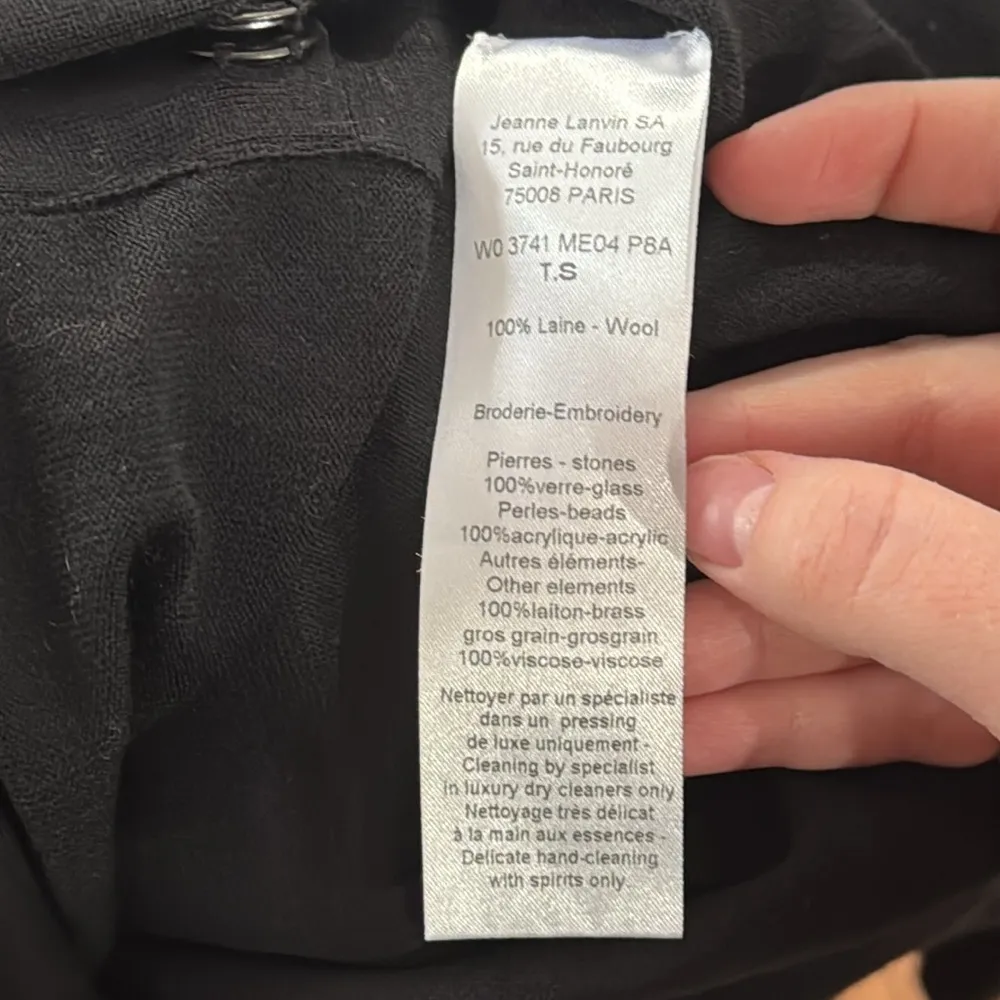 Jeanne Lanvin SA
15, rue du Faubourg
Saint-Honoré
75008 PARIS
W0 3741 ME04 P8A
T.S
100% Laine - Wool
Broderie-Embroidery
Pierres - stones
100%verre-glass
Perles-beads
100%acrylique-acrylic
Autres éléments-
Other elements
100%laiton-brass
gros grain-grosgrain
100%viscose-viscose
Nettoyer par un spécialiste
dans un pressing
de luxe uniquement -
Cleaning by specialist
in luxury dry cleaners only
Nettoyage très délicat
à la main aux essences -
Delicate hand-cleaning
with spirits only